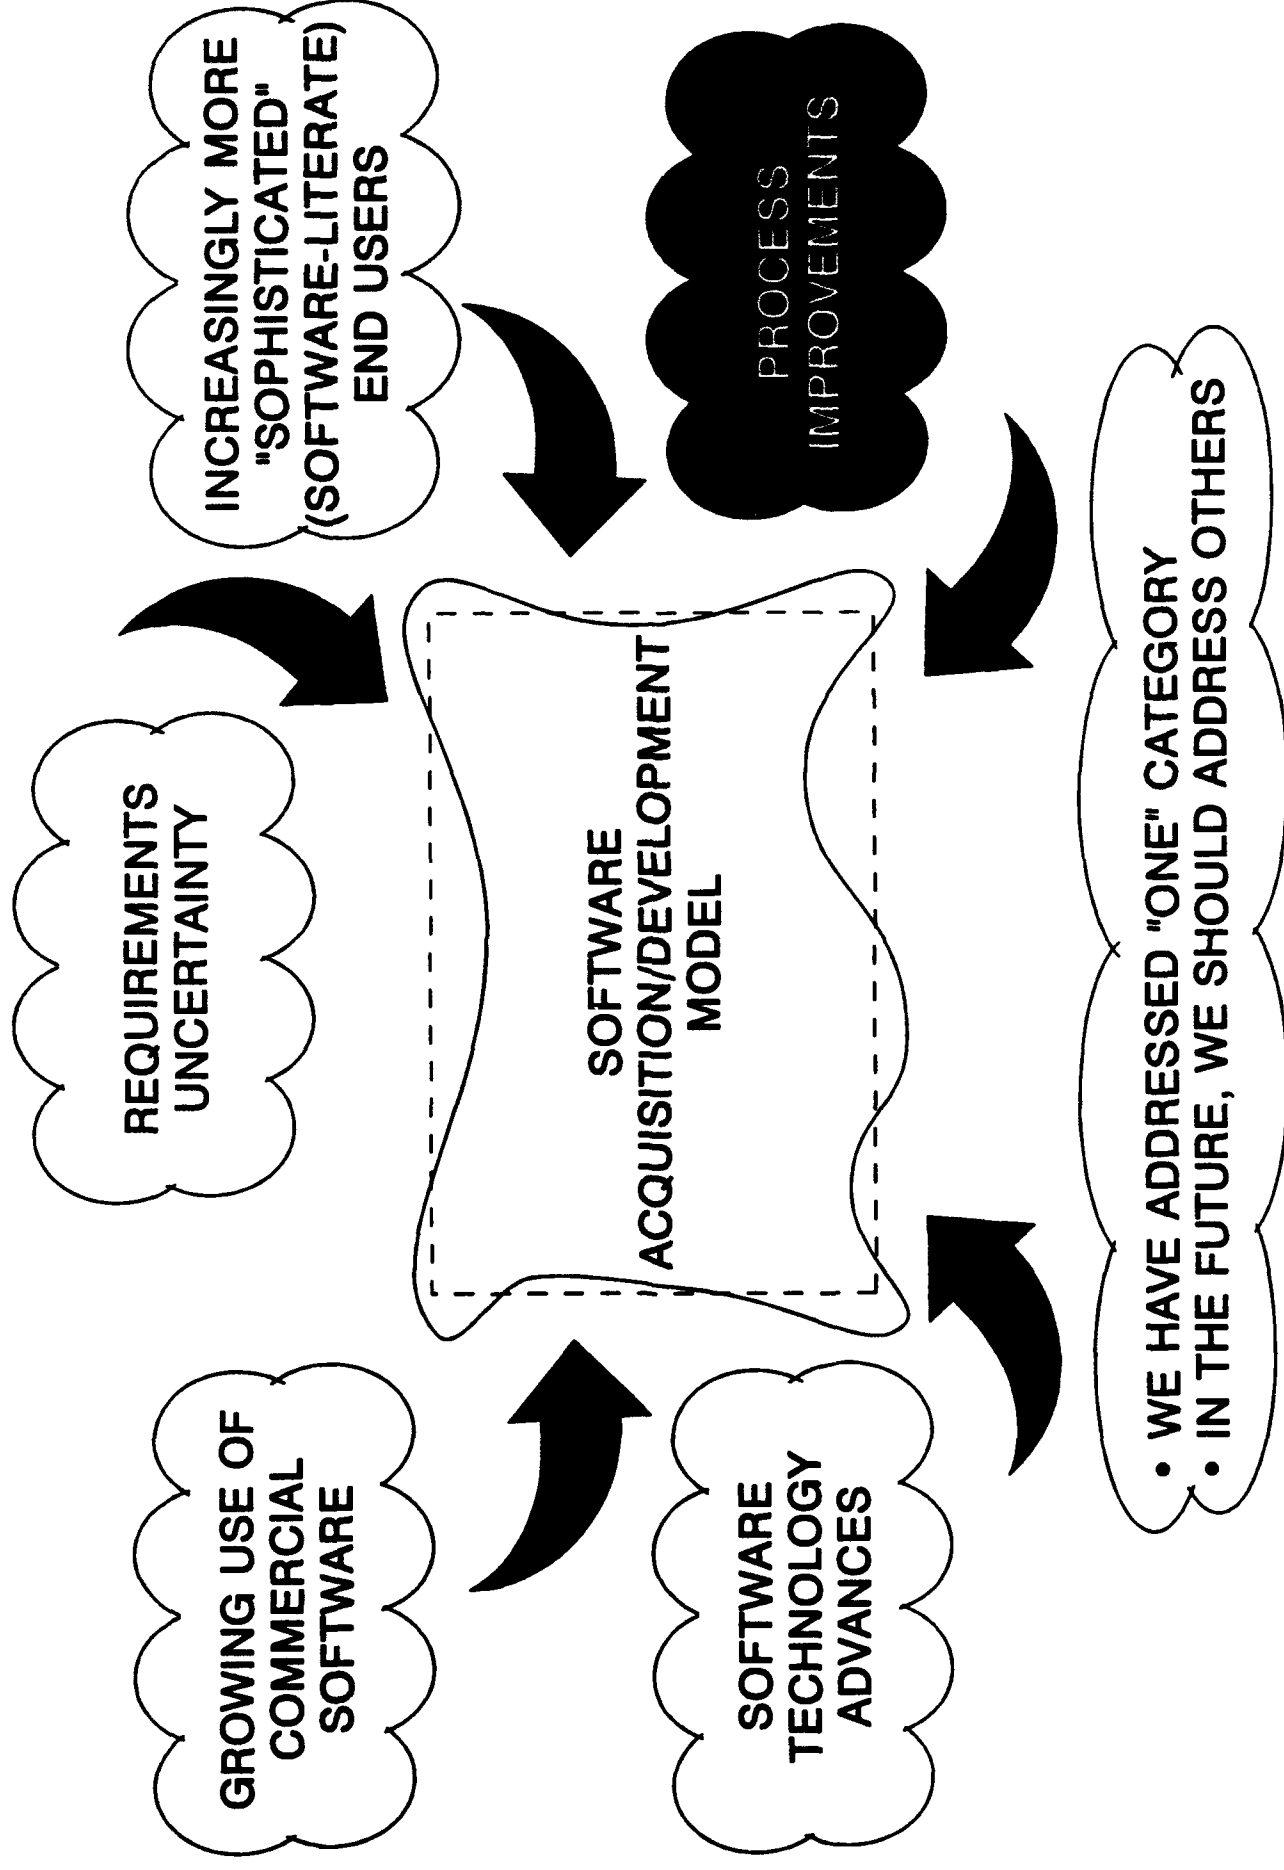 REQUIREMENTS
UNCERTAINTY
GROWING USE OF
COMMERCIAL
SOFTWARE
INCREASINGLY MORE
"SOPHISTICATED"
(SOFTWARE-LITERATE)
END USERS
SOFTWARE
ACQUISITION/DEVELOPMENT
MODEL
SOFTWARE
TECHNOLOGY
ADVANCES
PROCESS
IMPROVEMENTS
• WE HAVE ADDRESSED "ONE" CATEGORY
• IN THE FUTURE, WE SHOULD ADDRESS OTHERS